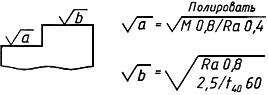 √b
√a
Полировать
√a = √M 0,8/Ra 0,4
√b = √Ra 0,8
2,5/t₄₀ 60